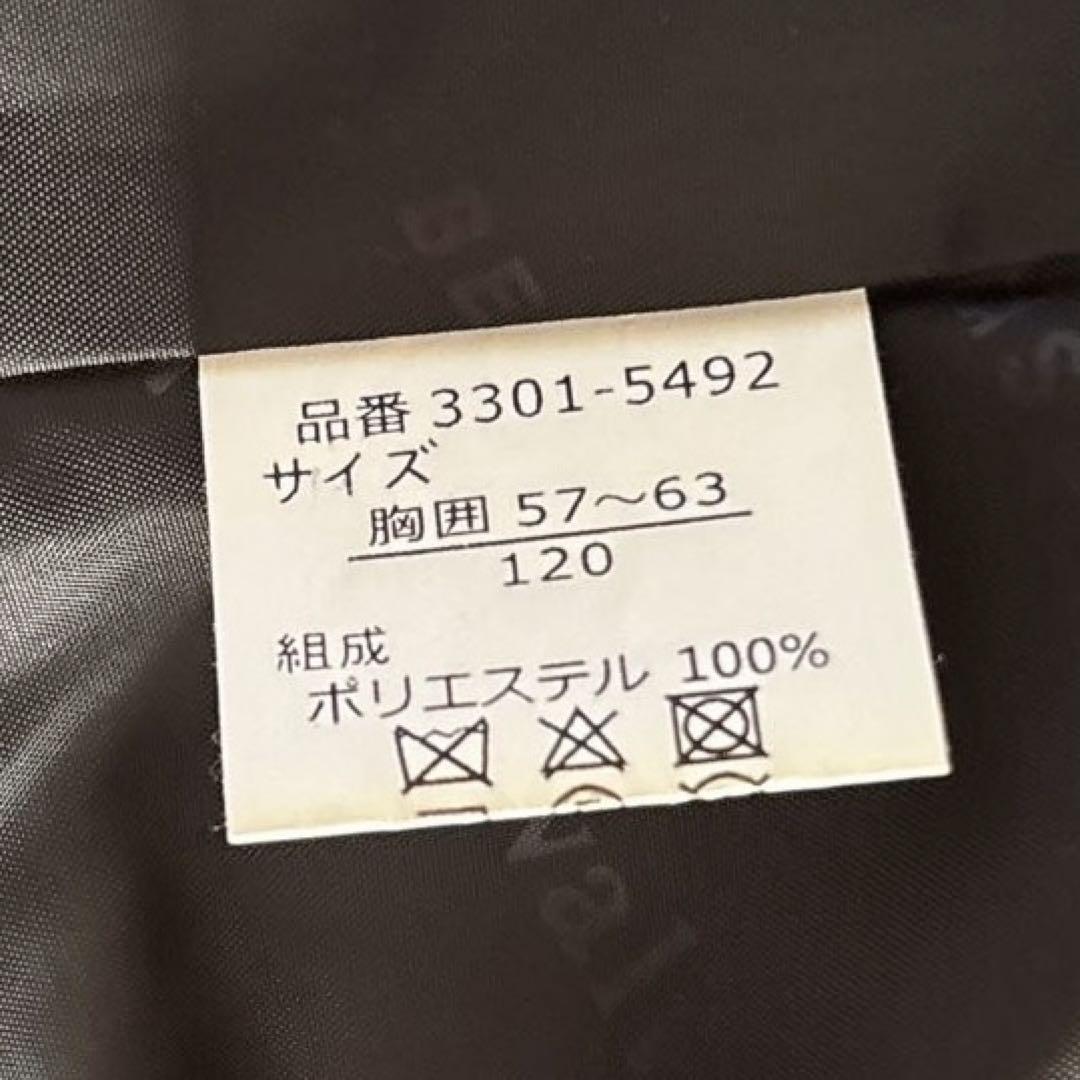 品番 3301-5492
サイズ
胸囲 57～63
120
組成
ポリエステル 100%